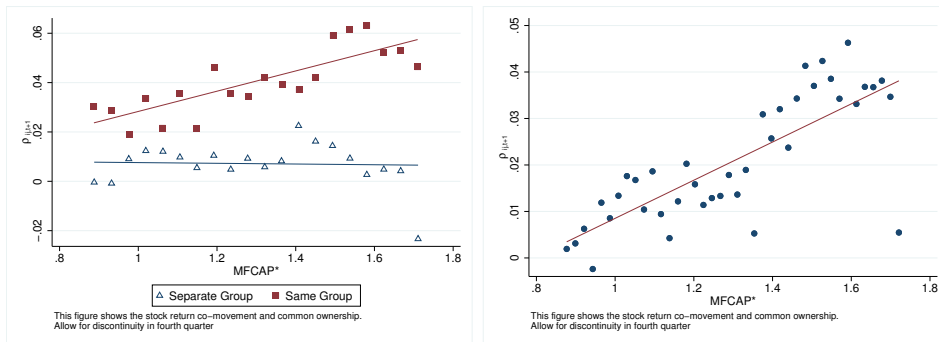 .06
.04
.02
0
-.02
ρ i,j,t+1
.8
1
1.2
1.4
1.6
1.8
MFCAP*
Separate Group
Same Group
This figure shows the stock return co−movement and common ownership.
Allow for discontinuity in fourth quarter
.05
.04
.03
.02
.01
0
ρ i,j,t+1
.8
1
1.2
1.4
1.6
1.8
MFCAP*
This figure shows the stock return co−movement and common ownership.
Allow for discontinuity in fourth quarter